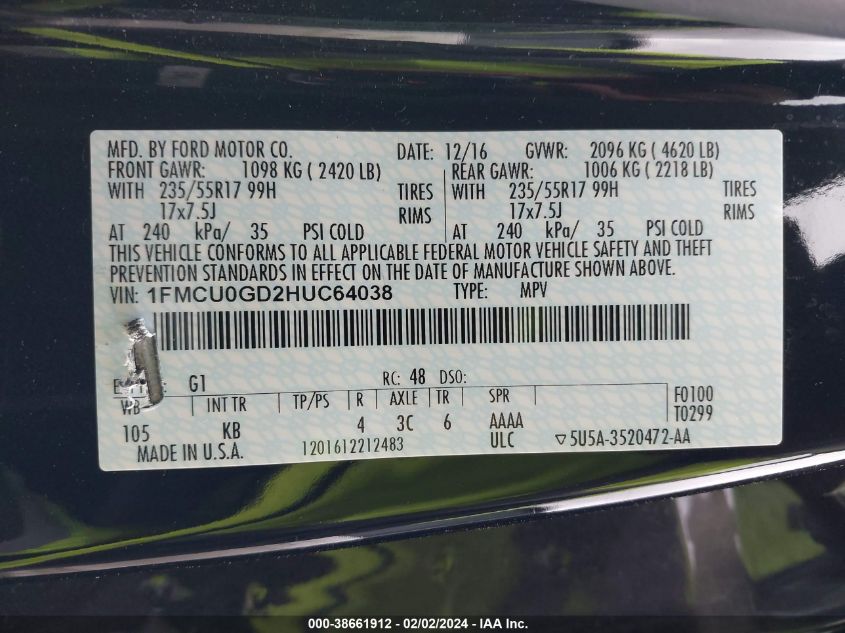 MFD. BY FORD MOTOR CO. DATE: 12/16 GVWR: 2096 KG ( 4620 LB)
FRONT GAWR: 1098 KG ( 2420 LB) REAR GAWR: 1006 KG ( 2218 LB)
WITH 235/55R17 99H TIRES WITH 235/55R17 99H TIRES
17x7.5J RIMS 17x7.5J RIMS
AT 240 kPa/ 35 PSI COLD AT 240 kPa/ 35 PSI COLD
THIS VEHICLE CONFORMS TO ALL APPLICABLE FEDERAL MOTOR VEHICLE SAFETY AND THEFT
PREVENTION STANDARDS IN EFFECT ON THE DATE OF MANUFACTURE SHOWN ABOVE.
VIN: 1FMCU0GD2HUC64038 TYPE: MPV
G1 RC: 48 DSO:
WB INT TR TP/PS R AXLE TR SPR F0100
T0299
105 KB 4 3C 6 AAAA
MADE IN U.S.A. 1201612212483 ULC ▽5U5A-3520472-AA
000-38661912 / 02/02/2024 - IAA Inc.